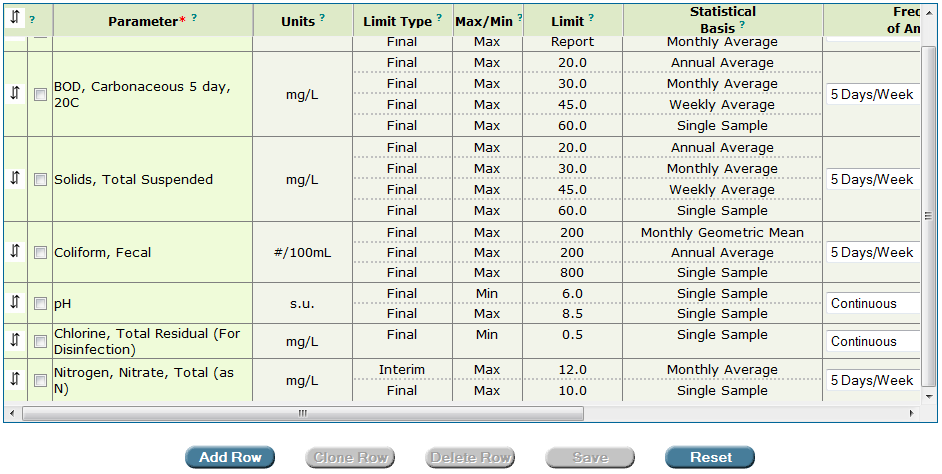 ? Parameter* ? Units ? Limit Type ? Max/Min ? Limit ? Statistical Basis ? Freq of An
Final Max Report Monthly Average
BOD, Carbonaceous 5 day, 20C mg/L 5 Days/Week
Final Max 20.0 Annual Average
Final Max 30.0 Monthly Average
Final Max 45.0 Weekly Average
Final Max 60.0 Single Sample
Solids, Total Suspended mg/L 5 Days/Week
Final Max 20.0 Annual Average
Final Max 30.0 Monthly Average
Final Max 45.0 Weekly Average
Final Max 60.0 Single Sample
Coliform, Fecal #/100mL 5 Days/Week
Final Max 200 Monthly Geometric Mean
Final Max 200 Annual Average
Final Max 800 Single Sample
pH s.u. Continuous
Final Min 6.0 Single Sample
Final Max 8.5 Single Sample
Chlorine, Total Residual (For Disinfection) mg/L Continuous
Final Min 0.5 Single Sample
Nitrogen, Nitrate, Total (as N) mg/L 5 Days/Week
Interim Max 12.0 Monthly Average
Final Max 10.0 Single Sample
Add Row Clone Row Delete Row Save Reset